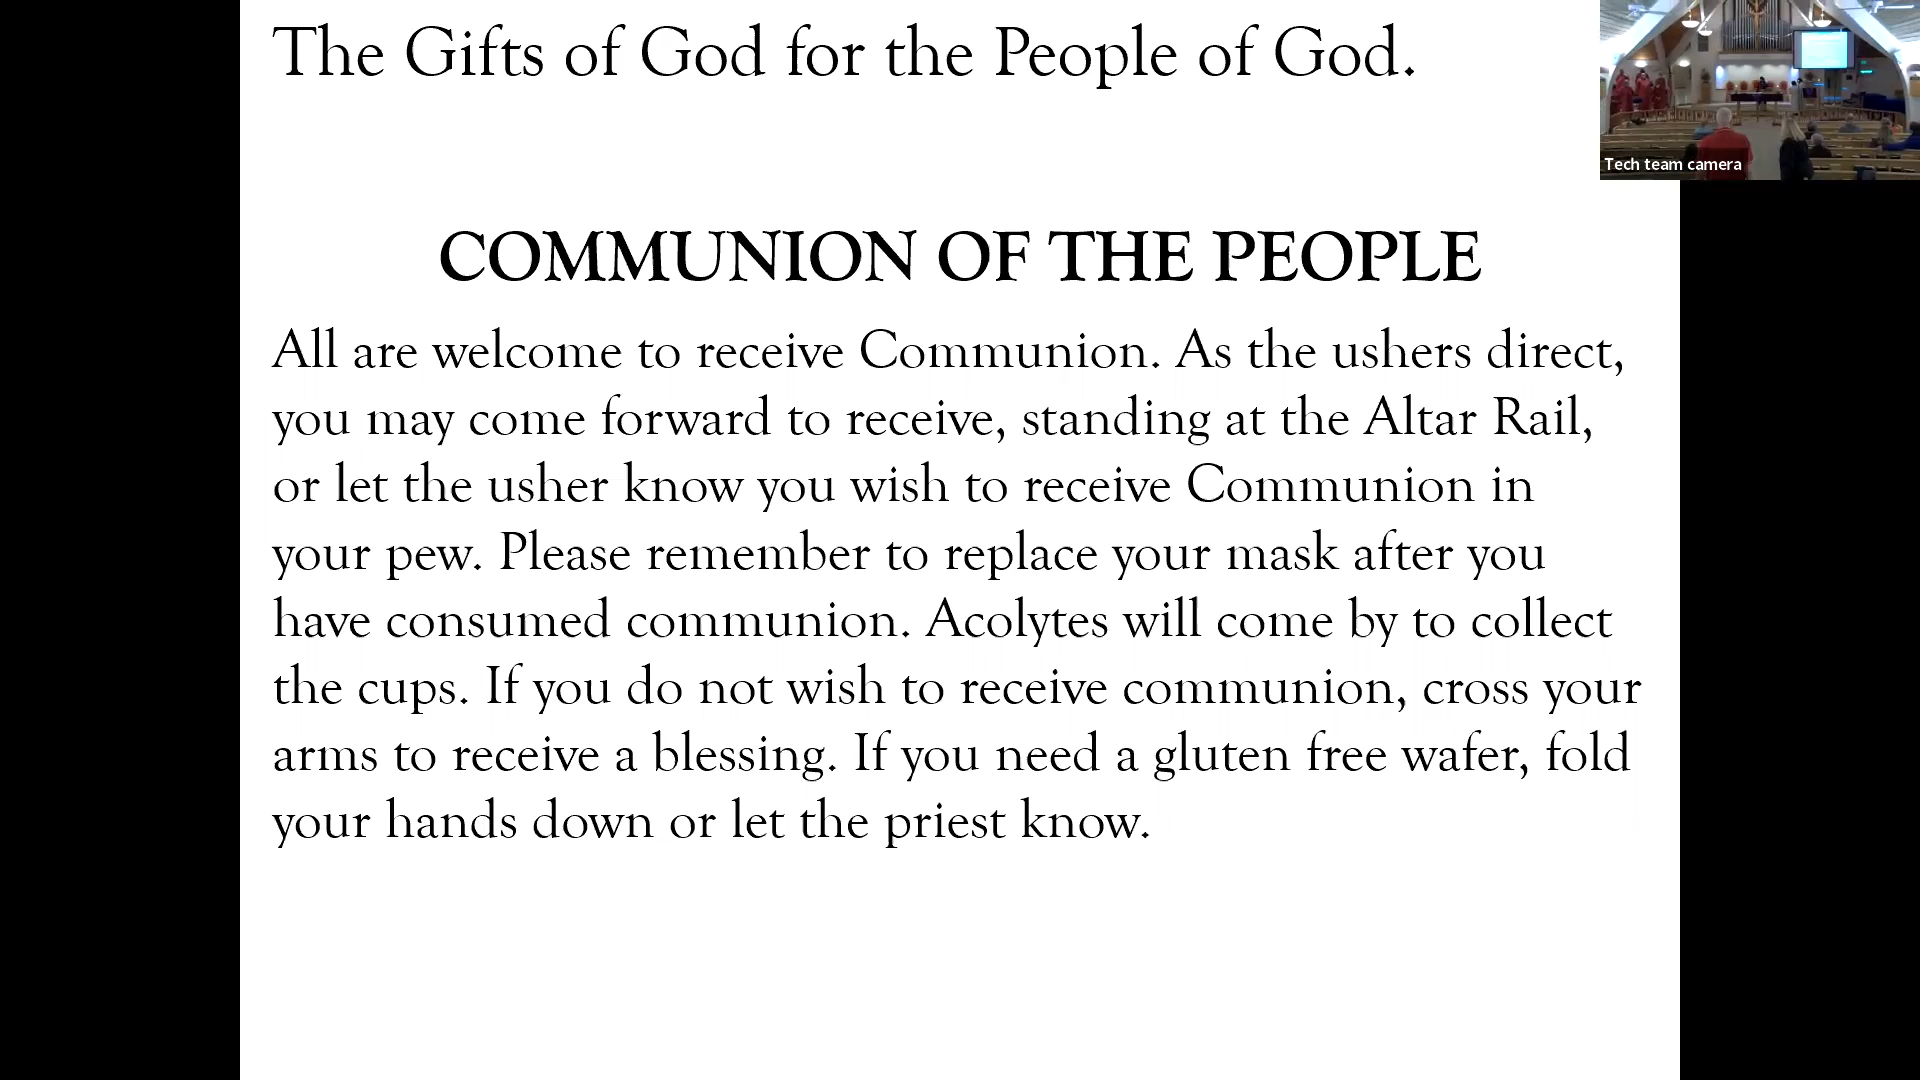 The Gifts of God for the People of God.
Tech team camera
COMMUNION OF THE PEOPLE
All are welcome to receive Communion. As the ushers direct,
you may come forward to receive, standing at the Altar Rail,
or let the usher know you wish to receive Communion in
your pew. Please remember to replace your mask after you
have consumed communion. Acolytes will come by to collect
the cups. If you do not wish to receive communion, cross your
arms to receive a blessing. If you need a gluten free wafer, fold
your hands down or let the priest know.